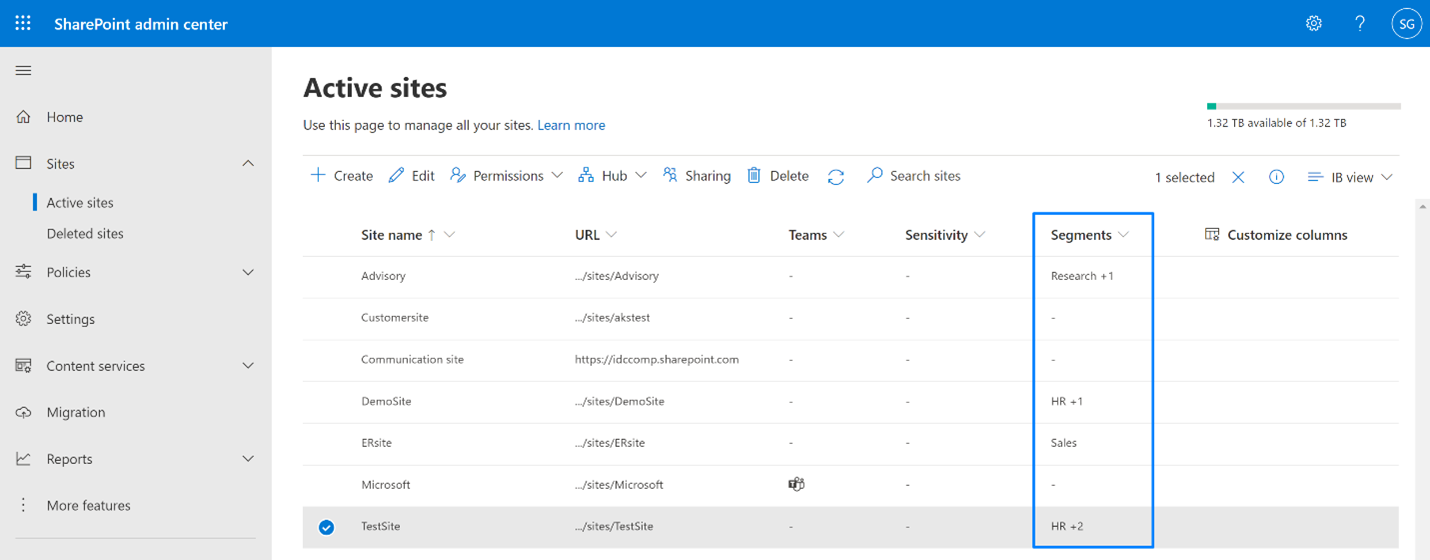 SharePoint admin center
?
SG
Home
Sites
Active sites
Deleted sites
Policies
Settings
Content services
Migration
Reports
More features
Active sites
Use this page to manage all your sites. Learn more
1.32 TB available of 1.32 TB
Create Edit Permissions Hub Sharing Delete Search sites 1 selected IB view
Site name ↑ URL Teams Sensitivity Segments Customize columns
Advisory .../sites/Advisory - - Research +1
Customersite .../sites/akstest - - -
Communication site https://idccomp.sharepoint.com - - -
DemoSite .../sites/DemoSite - - HR +1
ERsite .../sites/ERsite - - Sales
Microsoft .../sites/Microsoft - -
TestSite .../sites/TestSite - - HR +2